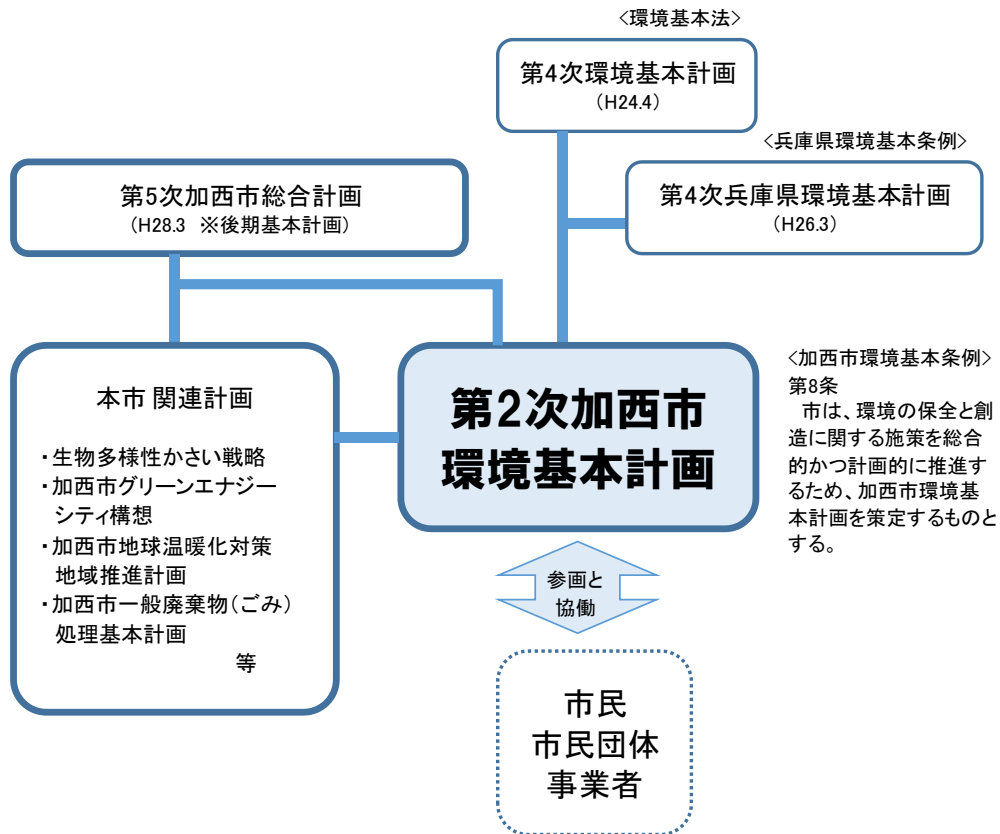 <環境基本法>
第4次環境基本計画
(H24.4)
<兵庫県環境基本条例>
第4次兵庫県環境基本計画
(H26.3)
第5次加西市総合計画
(H28.3 ※後期基本計画)
本市 関連計画
・生物多様性かさい戦略
・加西市グリーンエナジー
シティ構想
・加西市地球温暖化対策
地域推進計画
・加西市一般廃棄物(ごみ)
処理基本計画
等
第2次加西市
環境基本計画
<加西市環境基本条例>
第8条
市は、環境の保全と創
造に関する施策を総合
的かつ計画的に推進す
るため、加西市環境基
本計画を策定するものと
する。
参画と
協働
市民
市民団体
事業者